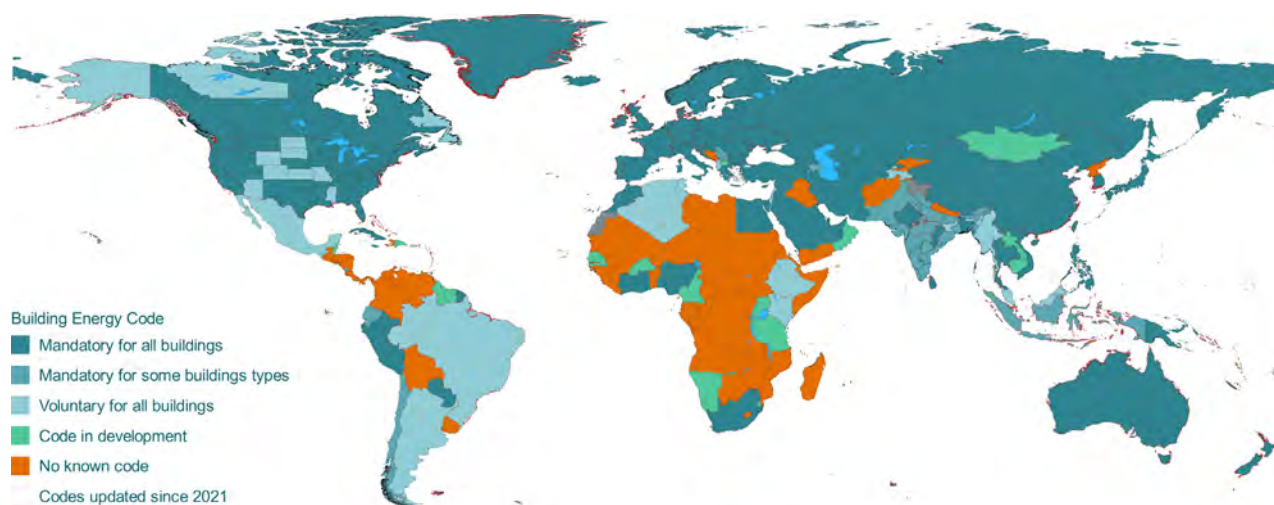 Building Energy Code
Mandatory for all buildings
Mandatory for some buildings types
Voluntary for all buildings
Code in development
No known code
Codes updated since 2021